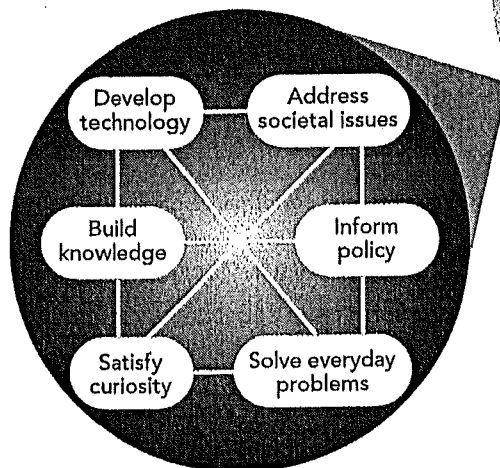 Develop
technology
Address
societal issues
Build
knowledge
Inform
policy
Satisfy
curiosity
Solve everyday
problems